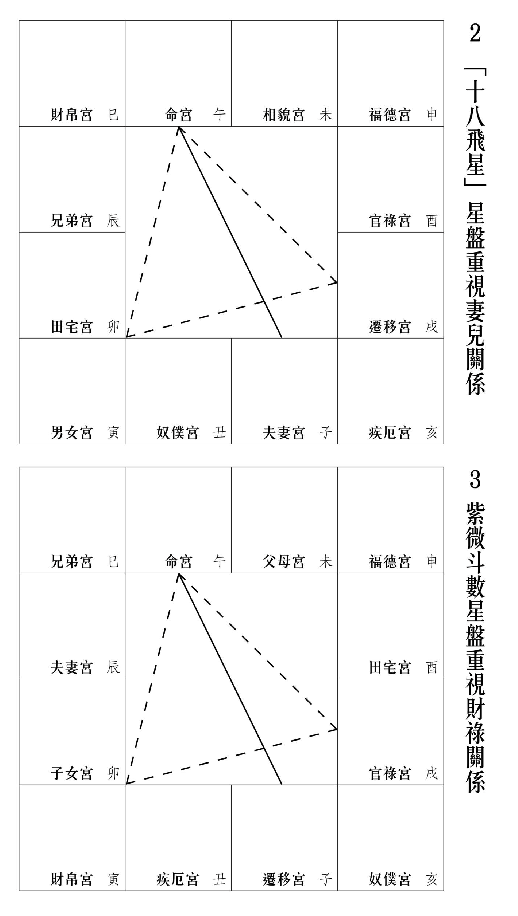 2 「十八飛星」星盤重視妻兒關係
財帛宮 巳
命宮 午
相貌宮 未
福德宮 申
兄弟宮 辰
官祿宮 酉
田宅宮 卯
遷移宮 戌
男女宮 寅
奴僕宮 丑
夫妻宮 子
疾厄宮 亥
3 紫微斗數星盤重視財祿關係
兄弟宮 巳
命宮 午
父母宮 未
福德宮 申
夫妻宮 辰
田宅宮 酉
子女宮 卯
官祿宮 戌
財帛宮 寅
疾厄宮 丑
遷移宮 子
奴僕宮 亥